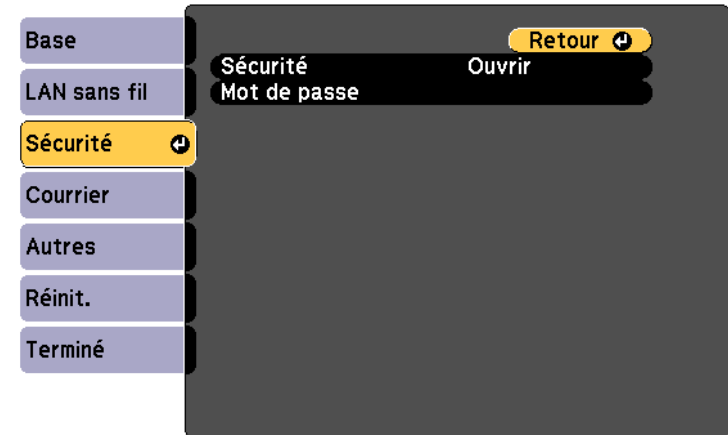 Base
LAN sans fil
Sécurité
Courrier
Autres
Réinit.
Terminé
Retour
Sécurité Ouvrir
Mot de passe